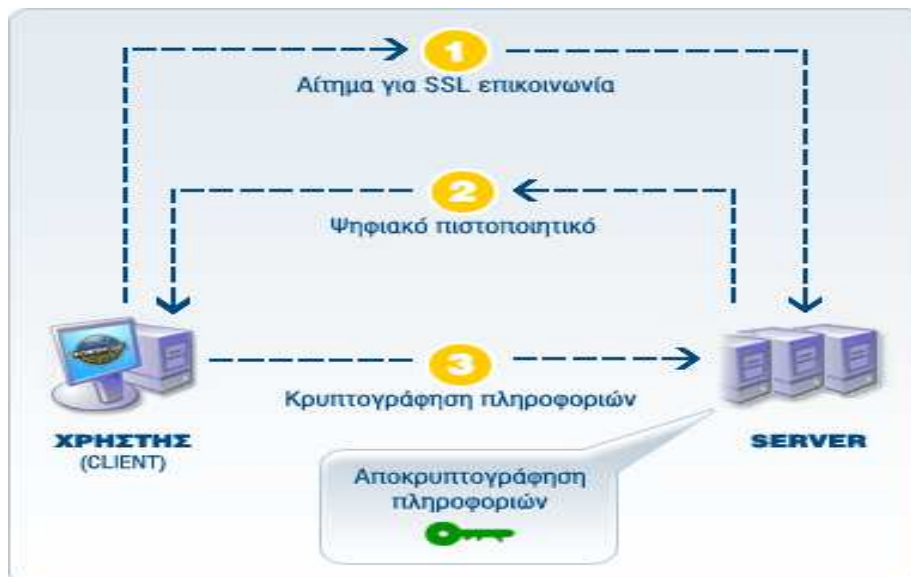 1
Αίτημα για SSL επικοινωνία
2
Ψηφιακό πιστοποιητικό
3
Κρυπτογράφηση πληροφοριών
ΧΡΗΣΤΗΣ
(CLIENT)
SERVER
Αποκρυπτογράφηση
πληροφοριών